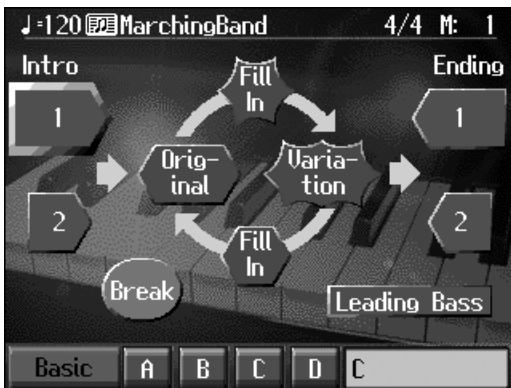 ♩=120 MarchingBand 4/4 M: 1
Intro Ending
Fill
In
1 1
Orig-
inal
Varia-
tion
2 2
Fill
In
Break
Leading Bass
Basic A B C D C